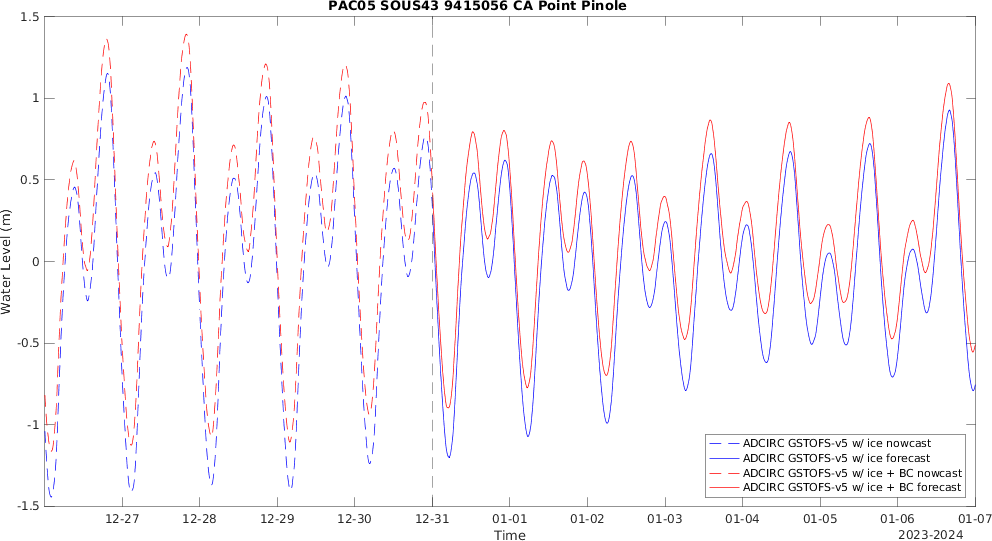 PAC05 SOUS43 9415056 CA Point Pinole
1.5
1
0.5
0
-0.5
-1
-1.5
Water Level (m)
12-27 12-28 12-29 12-30 12-31 01-01 01-02 01-03 01-04 01-05 01-06 01-07
Time
2023-2024
ADCIRC GSTOFS-v5 w/ ice nowcast
ADCIRC GSTOFS-v5 w/ ice forecast
ADCIRC GSTOFS-v5 w/ ice + BC nowcast
ADCIRC GSTOFS-v5 w/ ice + BC forecast